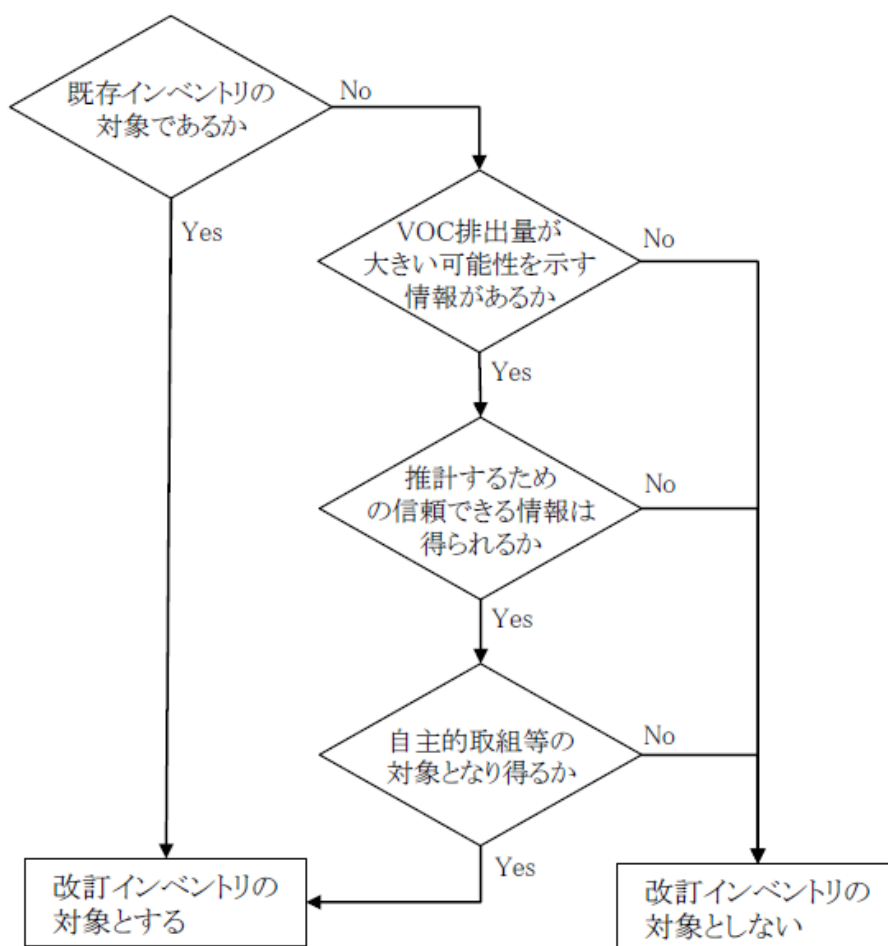 既存インベントリの
対象であるか
No
Yes
VOC排出量が
大きい可能性を示す
情報があるか
No
Yes
推計するため
の信頼できる情報は
得られるか
No
Yes
自主的取組等の
対象となり得るか
No
Yes
改訂インベントリの
対象とする
改訂インベントリの
対象としない